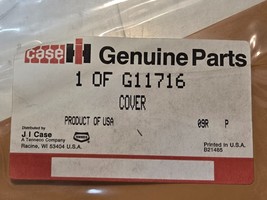 CASE IH Genuine Parts
1 OF G11716
COVER
PRODUCT OF USA
09A P
Distributed by
J I Case
A Tenneco Company
Racine, WI 53404 U.S.A.
Printed in U.S.A.
B21485